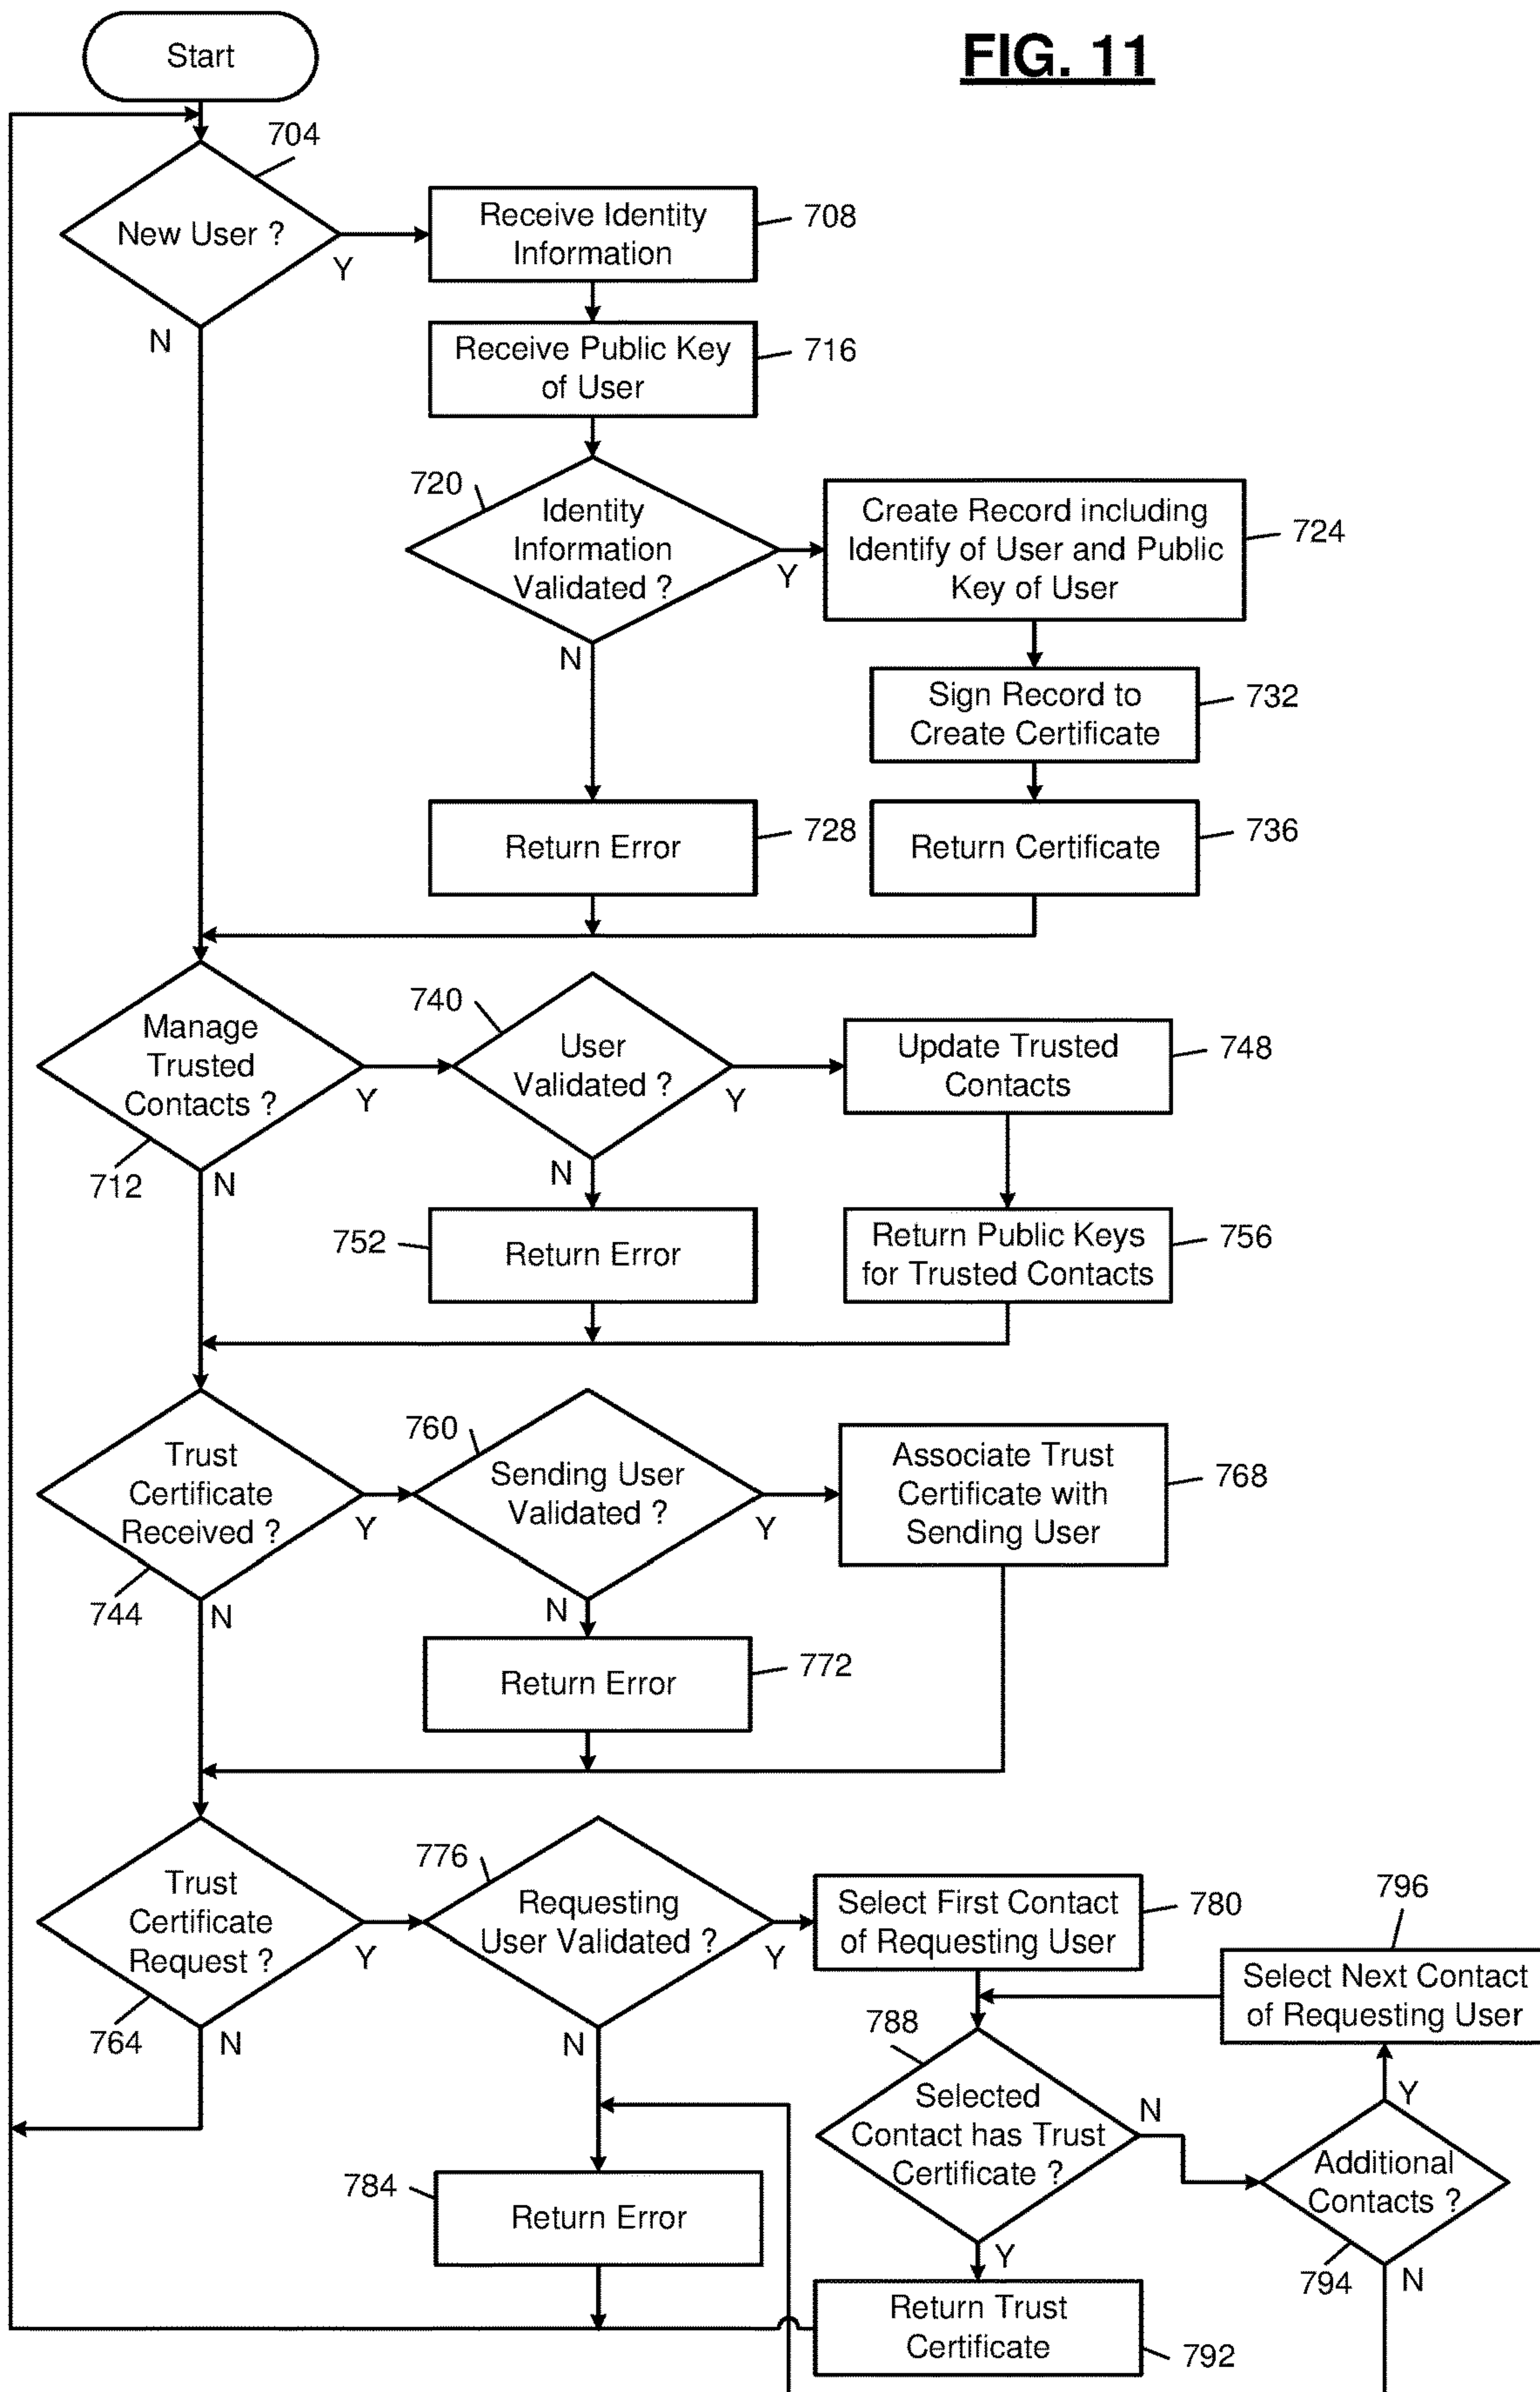 Start
FIG. 11
704
New User ?
Y
N
Receive Identity
Information
708
Receive Public Key
of User
716
720
Identity
Information
Validated ?
Y
N
Create Record including
Identify of User and Public
Key of User
724
Sign Record to
Create Certificate
732
Return Error
728
Return Certificate
736
Manage
Trusted
Contacts ?
712
Y
N
740
User
Validated ?
Y
N
Update Trusted
Contacts
748
752
Return Error
Return Public Keys
for Trusted Contacts
756
Trust
Certificate
Received ?
744
Y
N
760
Sending User
Validated ?
Y
N
Associate Trust
Certificate with
Sending User
768
Return Error
772
Trust
Certificate
Request ?
764
Y
N
776
Requesting
User Validated ?
Y
N
Select First Contact
of Requesting User
780
796
Select Next Contact
of Requesting User
788
Selected
Contact has Trust
Certificate ?
N
Y
Y
Additional
Contacts ?
794
N
784
Return Error
Return Trust
Certificate
792